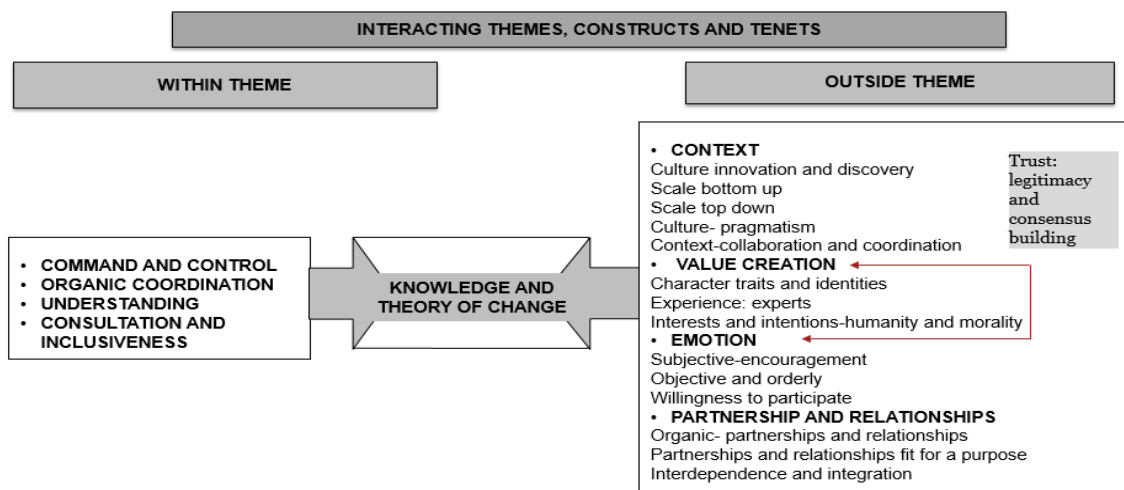 INTERACTING THEMES, CONSTRUCTS AND TENETS
WITHIN THEME
OUTSIDE THEME
• COMMAND AND CONTROL
• ORGANIC COORDINATION
• UNDERSTANDING
• CONSULTATION AND
INCLUSIVENESS
KNOWLEDGE AND
THEORY OF CHANGE
• CONTEXT
Culture innovation and discovery
Scale bottom up
Scale top down
Culture- pragmatism
Context-collaboration and coordination
• VALUE CREATION
Character traits and identities
Experience: experts
Interests and intentions-humanity and morality
• EMOTION
Subjective-encouragement
Objective and orderly
Willingness to participate
• PARTNERSHIP AND RELATIONSHIPS
Organic- partnerships and relationships
Partnerships and relationships fit for a purpose
Interdependence and integration
Trust:
legitimacy
and
consensus
building